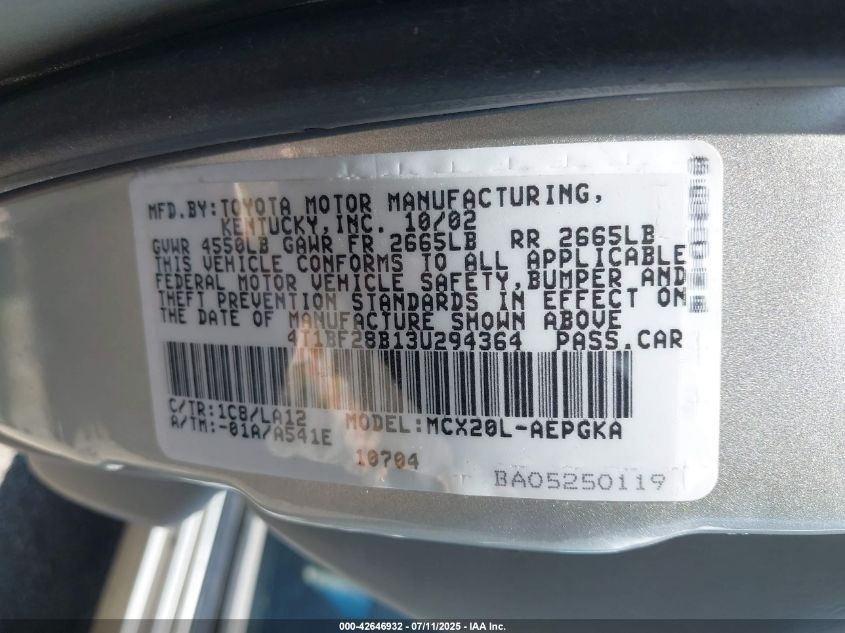 MFD.BY:TOYOTA MOTOR MANUFACTURING,
KENTUCKY,INC. 10/02
GVWR 4550LB GAWR FR 2665LB RR 2665LB
THIS VEHICLE CONFORMS TO ALL APPLICABLE
FEDERAL MOTOR VEHICLE SAFETY,BUMPER AND
THEFT PREVENTION STANDARDS IN EFFECT ON
THE DATE OF MANUFACTURE SHOWN ABOVE
4T1BF28B13U294364 PASS.CAR
C/TR:1C8/LA12 MODEL:MCX20L-AEPGKA
A/TM:-01A/A541E
10704
BA05250119
000-42646932 - 07/11/2025 - IAA Inc.